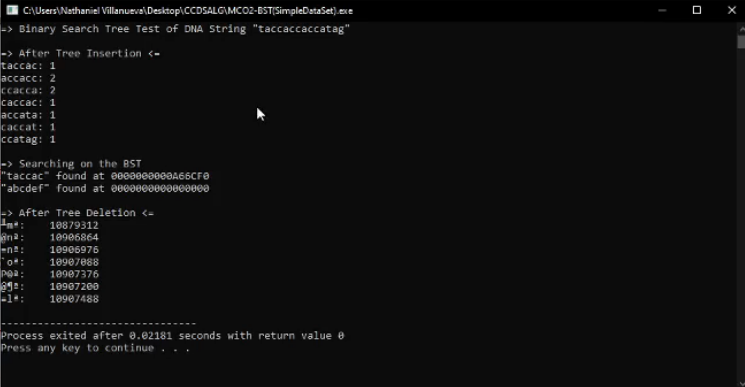 C:\Users\Nathaniel Villanueva\Desktop\CCDSALG\MCO2-BST(SimpleDataSet).exe
=> Binary Search Tree Test of DNA String "taccaccaccatag"
=> After Tree Insertion <=
taccac: 1
accacc: 2
ccacca: 2
caccac: 1
accata: 1
caccat: 1
ccatag: 1
=> Searching on the BST
"taccac" found at 0000000000A66CF0
"abcdef" found at 0000000000000000
=> After Tree Deletion <=
╨mª: 10879312
@nª: 10906864
=nª: 10906976
`oª: 10907088
P@ª: 10907376
@¶ª: 10907200
=lª: 10907488
--------------------------------
Process exited after 0.02181 seconds with return value 0
Press any key to continue . . .